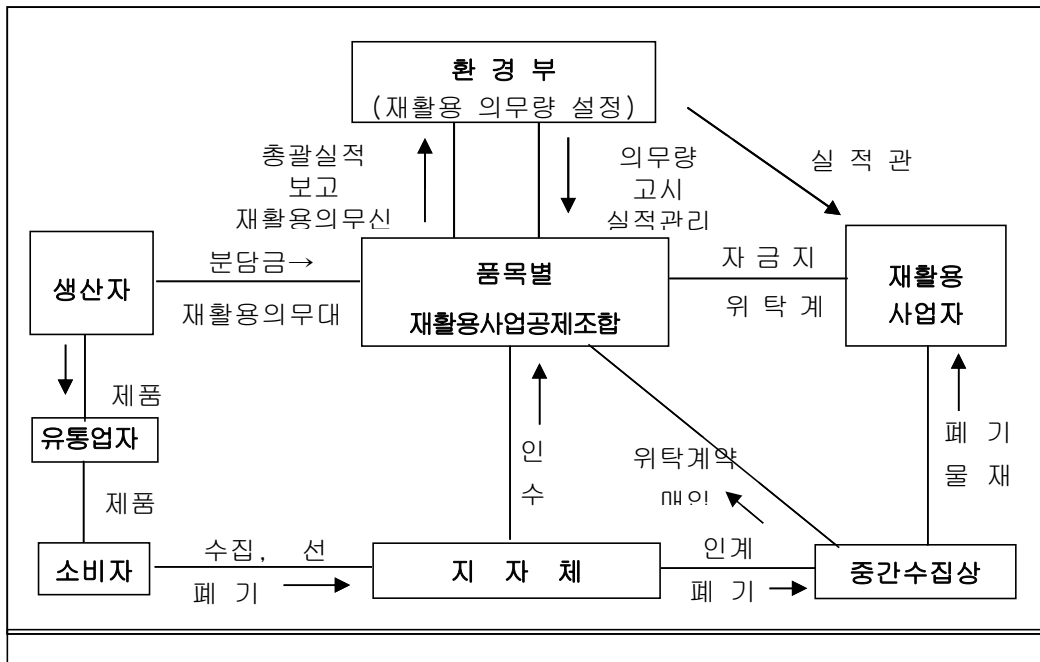 환 경 부
(재활용 의무량 설정)
총괄실적
보고
재활용의무신
의무량
고시
실적관리
실 적 관
생산자
분담금→
재활용의무대
품목별
재활용사업공제조합
자 금 지
위 탁 계
재활용
사업자
제품
유통업자
제품
인
수
위탁계약
폐 기
물 재
소비자
수집, 선
폐 기
지 자 체
인계
폐 기
중간수집상